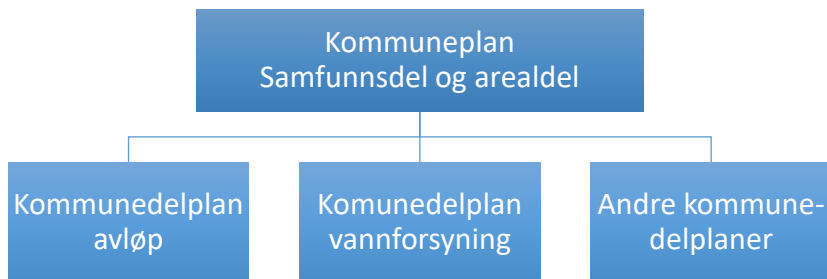 Kommuneplan
Samfunnsdel og arealdel
Kommunedelplan
avløp
Komunedelplan
vannforsyning
Andre kommune-
delplaner